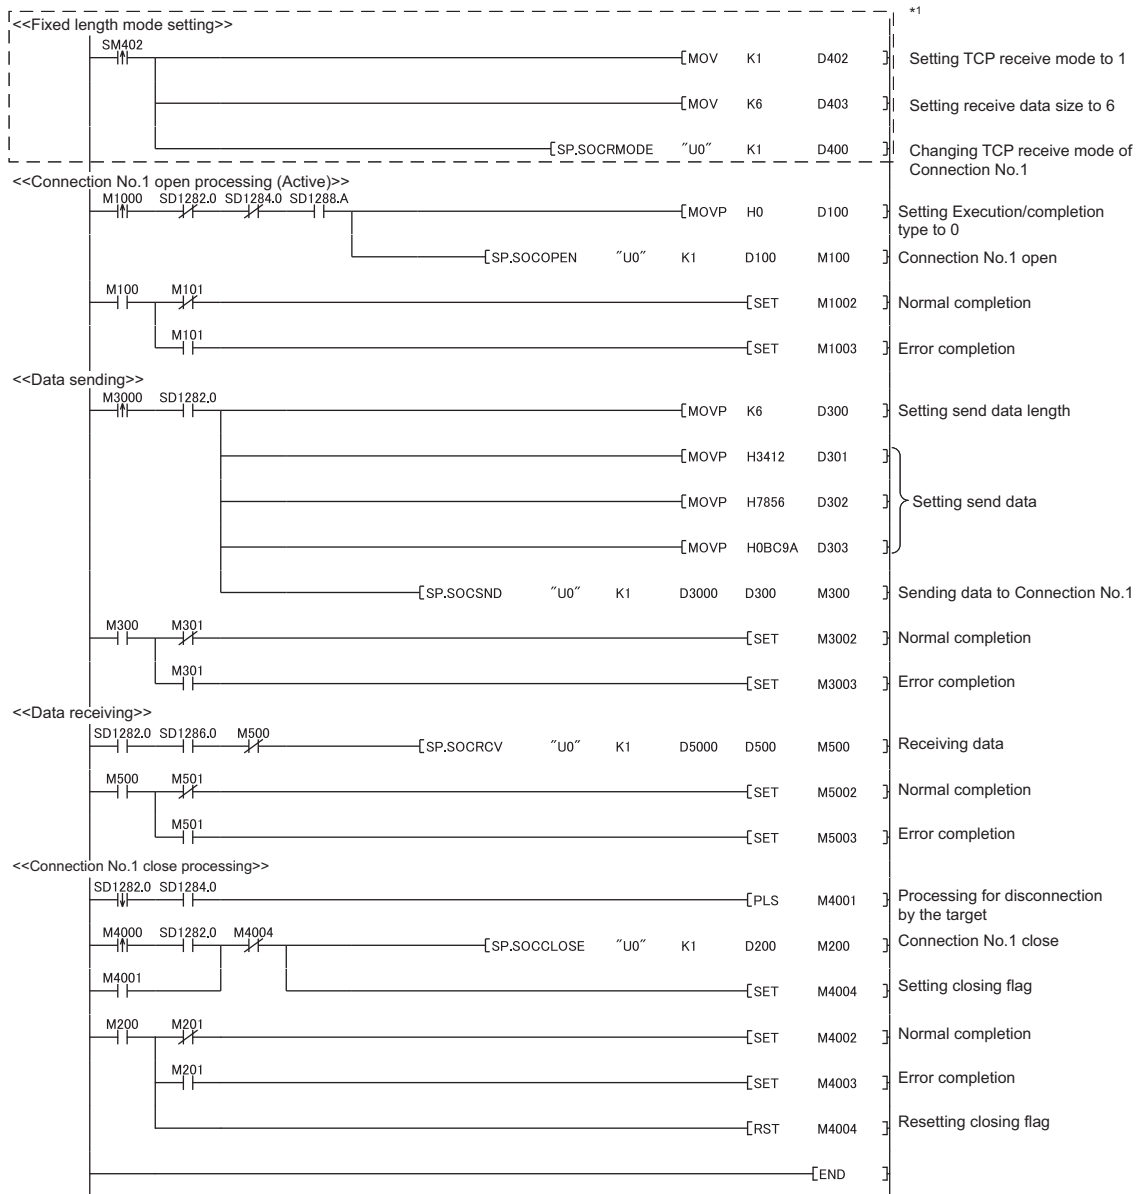 *1
<<Fixed length mode setting>>
SM402
MOV K1 D402 Setting TCP receive mode to 1
MOV K6 D403 Setting receive data size to 6
SP.SOCRMODE "U0" K1 D400 Changing TCP receive mode of
Connection No.1
<<Connection No.1 open processing (Active)>>
M1000 SD1282.0 SD1284.0 SD1288.A
MOVP H0 D100 Setting Execution/completion
type to 0
SP.SOCOPEN "U0" K1 D100 M100 Connection No.1 open
M100 M101
SET M1002 Normal completion
M101
SET M1003 Error completion
<<Data sending>>
M3000 SD1282.0
MOVP K6 D300 Setting send data length
MOVP H3412 D301
MOVP H7856 D302 Setting send data
MOVP H0BC9A D303
SP.SOCSND "U0" K1 D3000 D300 M300 Sending data to Connection No.1
M300 M301
SET M3002 Normal completion
M301
SET M3003 Error completion
<<Data receiving>>
SD1282.0 SD1286.0 M500
SP.SOCRCV "U0" K1 D5000 D500 M500 Receiving data
M500 M501
SET M5002 Normal completion
M501
SET M5003 Error completion
<<Connection No.1 close processing>>
SD1282.0 SD1284.0
PLS M4001 Processing for disconnection
by the target
M4000 SD1282.0 M4004
SP.SOCCLOSE "U0" K1 D200 M200 Connection No.1 close
M4001
SET M4004 Setting closing flag
M200 M201
SET M4002 Normal completion
M201
SET M4003 Error completion
RST M4004 Resetting closing flag
END